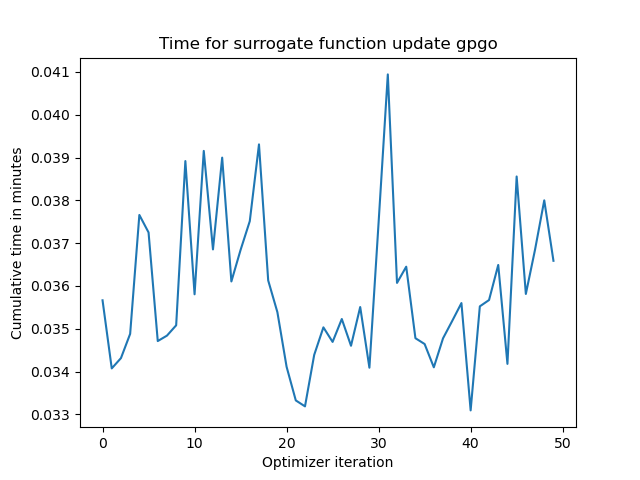 Time for surrogate function update gpgo
Cumulative time in minutes
0.041
0.040
0.039
0.038
0.037
0.036
0.035
0.034
0.033
0 10 20 30 40 50
Optimizer iteration